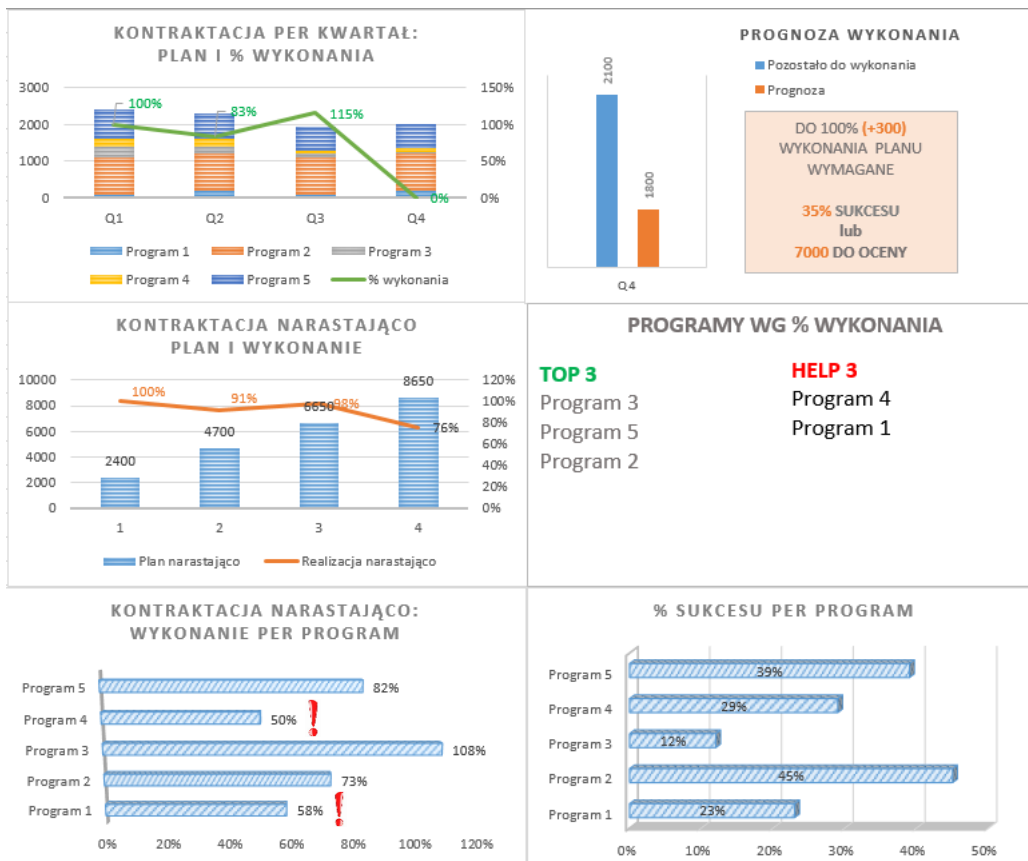 KONTRAKTACJA PER KWARTAŁ:
PLAN I % WYKONANIA
3000
2000
1000
0
150%
100%
50%
0%
100%
83%
115%
0%
Q1 Q2 Q3 Q4
Program 1 Program 2 Program 3
Program 4 Program 5 % wykonania
PROGNOZA WYKONANIA
Pozostało do wykonania
Prognoza
2100
1800
Q4
DO 100% (+300)
WYKONANIA PLANU
WYMAGANE
35% SUKCESU
lub
7000 DO OCENY
KONTRAKTACJA NARASTAJĄCO
PLAN I WYKONANIE
10000
8000
6000
4000
2000
0
120%
100%
80%
60%
40%
20%
0%
100%
91%
98%
76%
2400
4700
6650
8650
1 2 3 4
Plan narastająco Realizacja narastająco
PROGRAMY WG % WYKONANIA
TOP 3
Program 3
Program 5
Program 2
HELP 3
Program 4
Program 1
KONTRAKTACJA NARASTAJĄCO:
WYKONANIE PER PROGRAM
Program 5 82%
Program 4 50% !
Program 3 108%
Program 2 73%
Program 1 58% !
0% 20% 40% 60% 80% 100% 120%
% SUKCESU PER PROGRAM
Program 5 39%
Program 4 29%
Program 3 12%
Program 2 45%
Program 1 23%
0% 10% 20% 30% 40% 50%